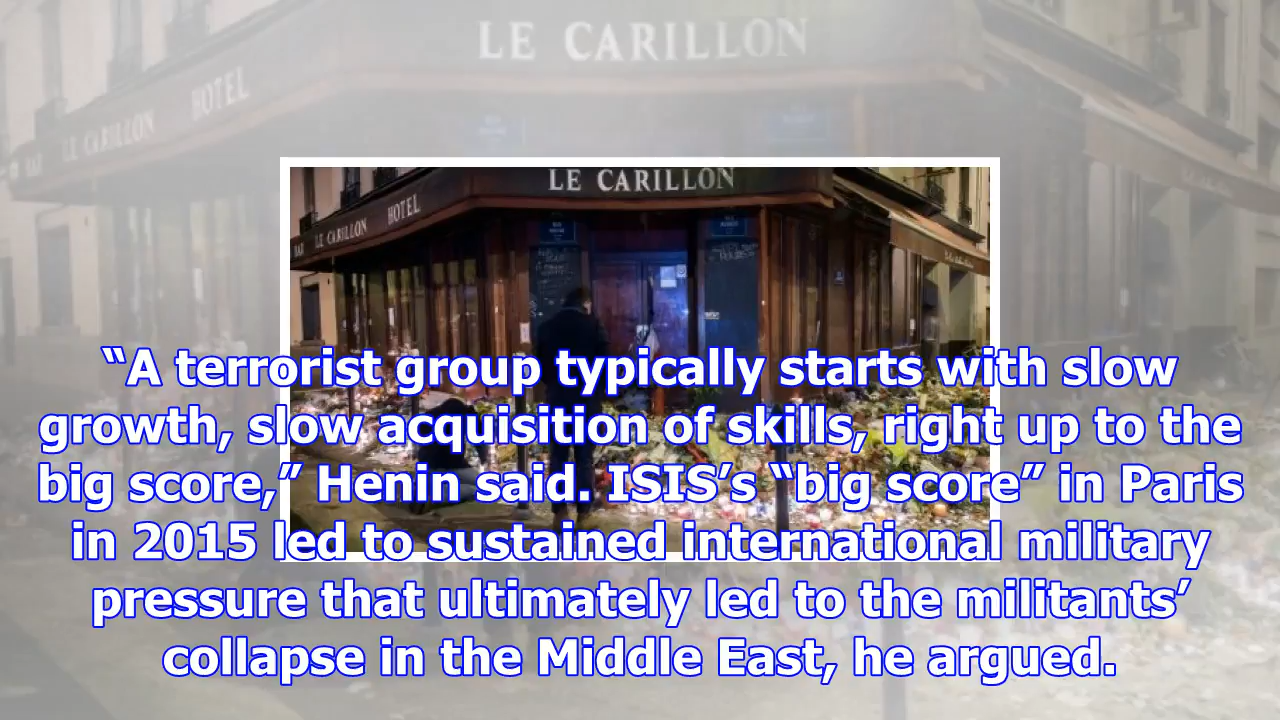 LE CARILLON
HOTEL
LE CARILLON
BAR
LE CARILLON
HOTEL
LE CARILLON
BAR
“A terrorist group typically starts with slow
growth, slow acquisition of skills, right up to the
big score,” Henin said. ISIS’s “big score” in Paris
in 2015 led to sustained international military
pressure that ultimately led to the militants’
collapse in the Middle East, he argued.